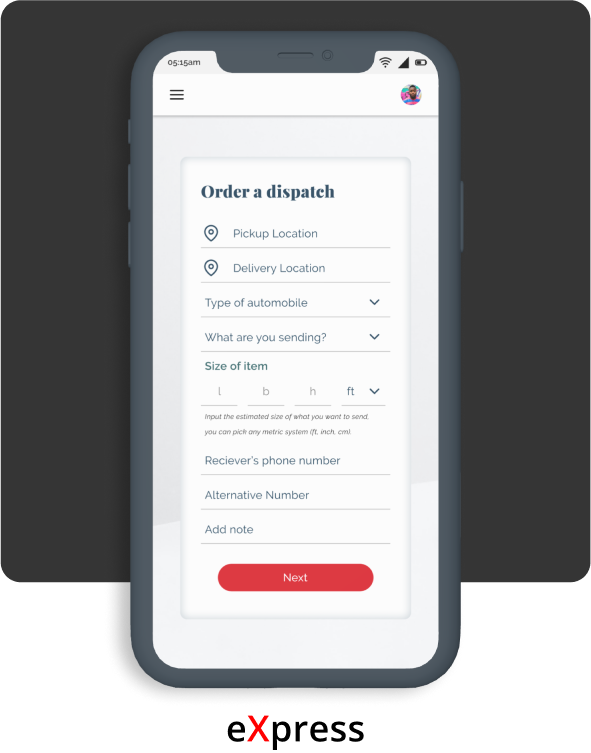 05:15am
Order a dispatch
Pickup Location
Delivery Location
Type of automobile
What are you sending?
Size of item
l b h ft
Input the estimated size of what you want to send,
you can pick any metric system (ft, inch, cm).
Reciever's phone number
Alternative Number
Add note
Next
eXpress